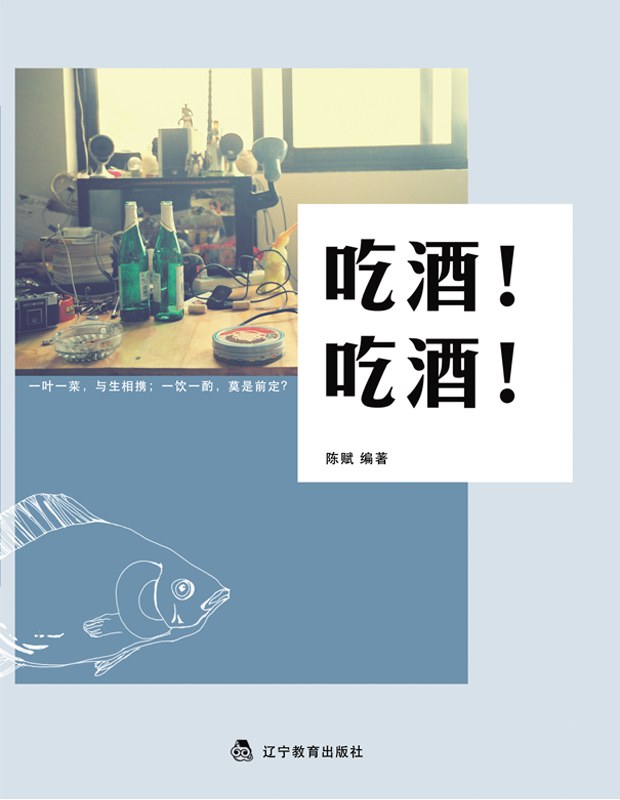 吃酒！
吃酒！
一叶一菜，与生相携；一饮一酌，莫是前定？
陈赋 编著
辽宁教育出版社